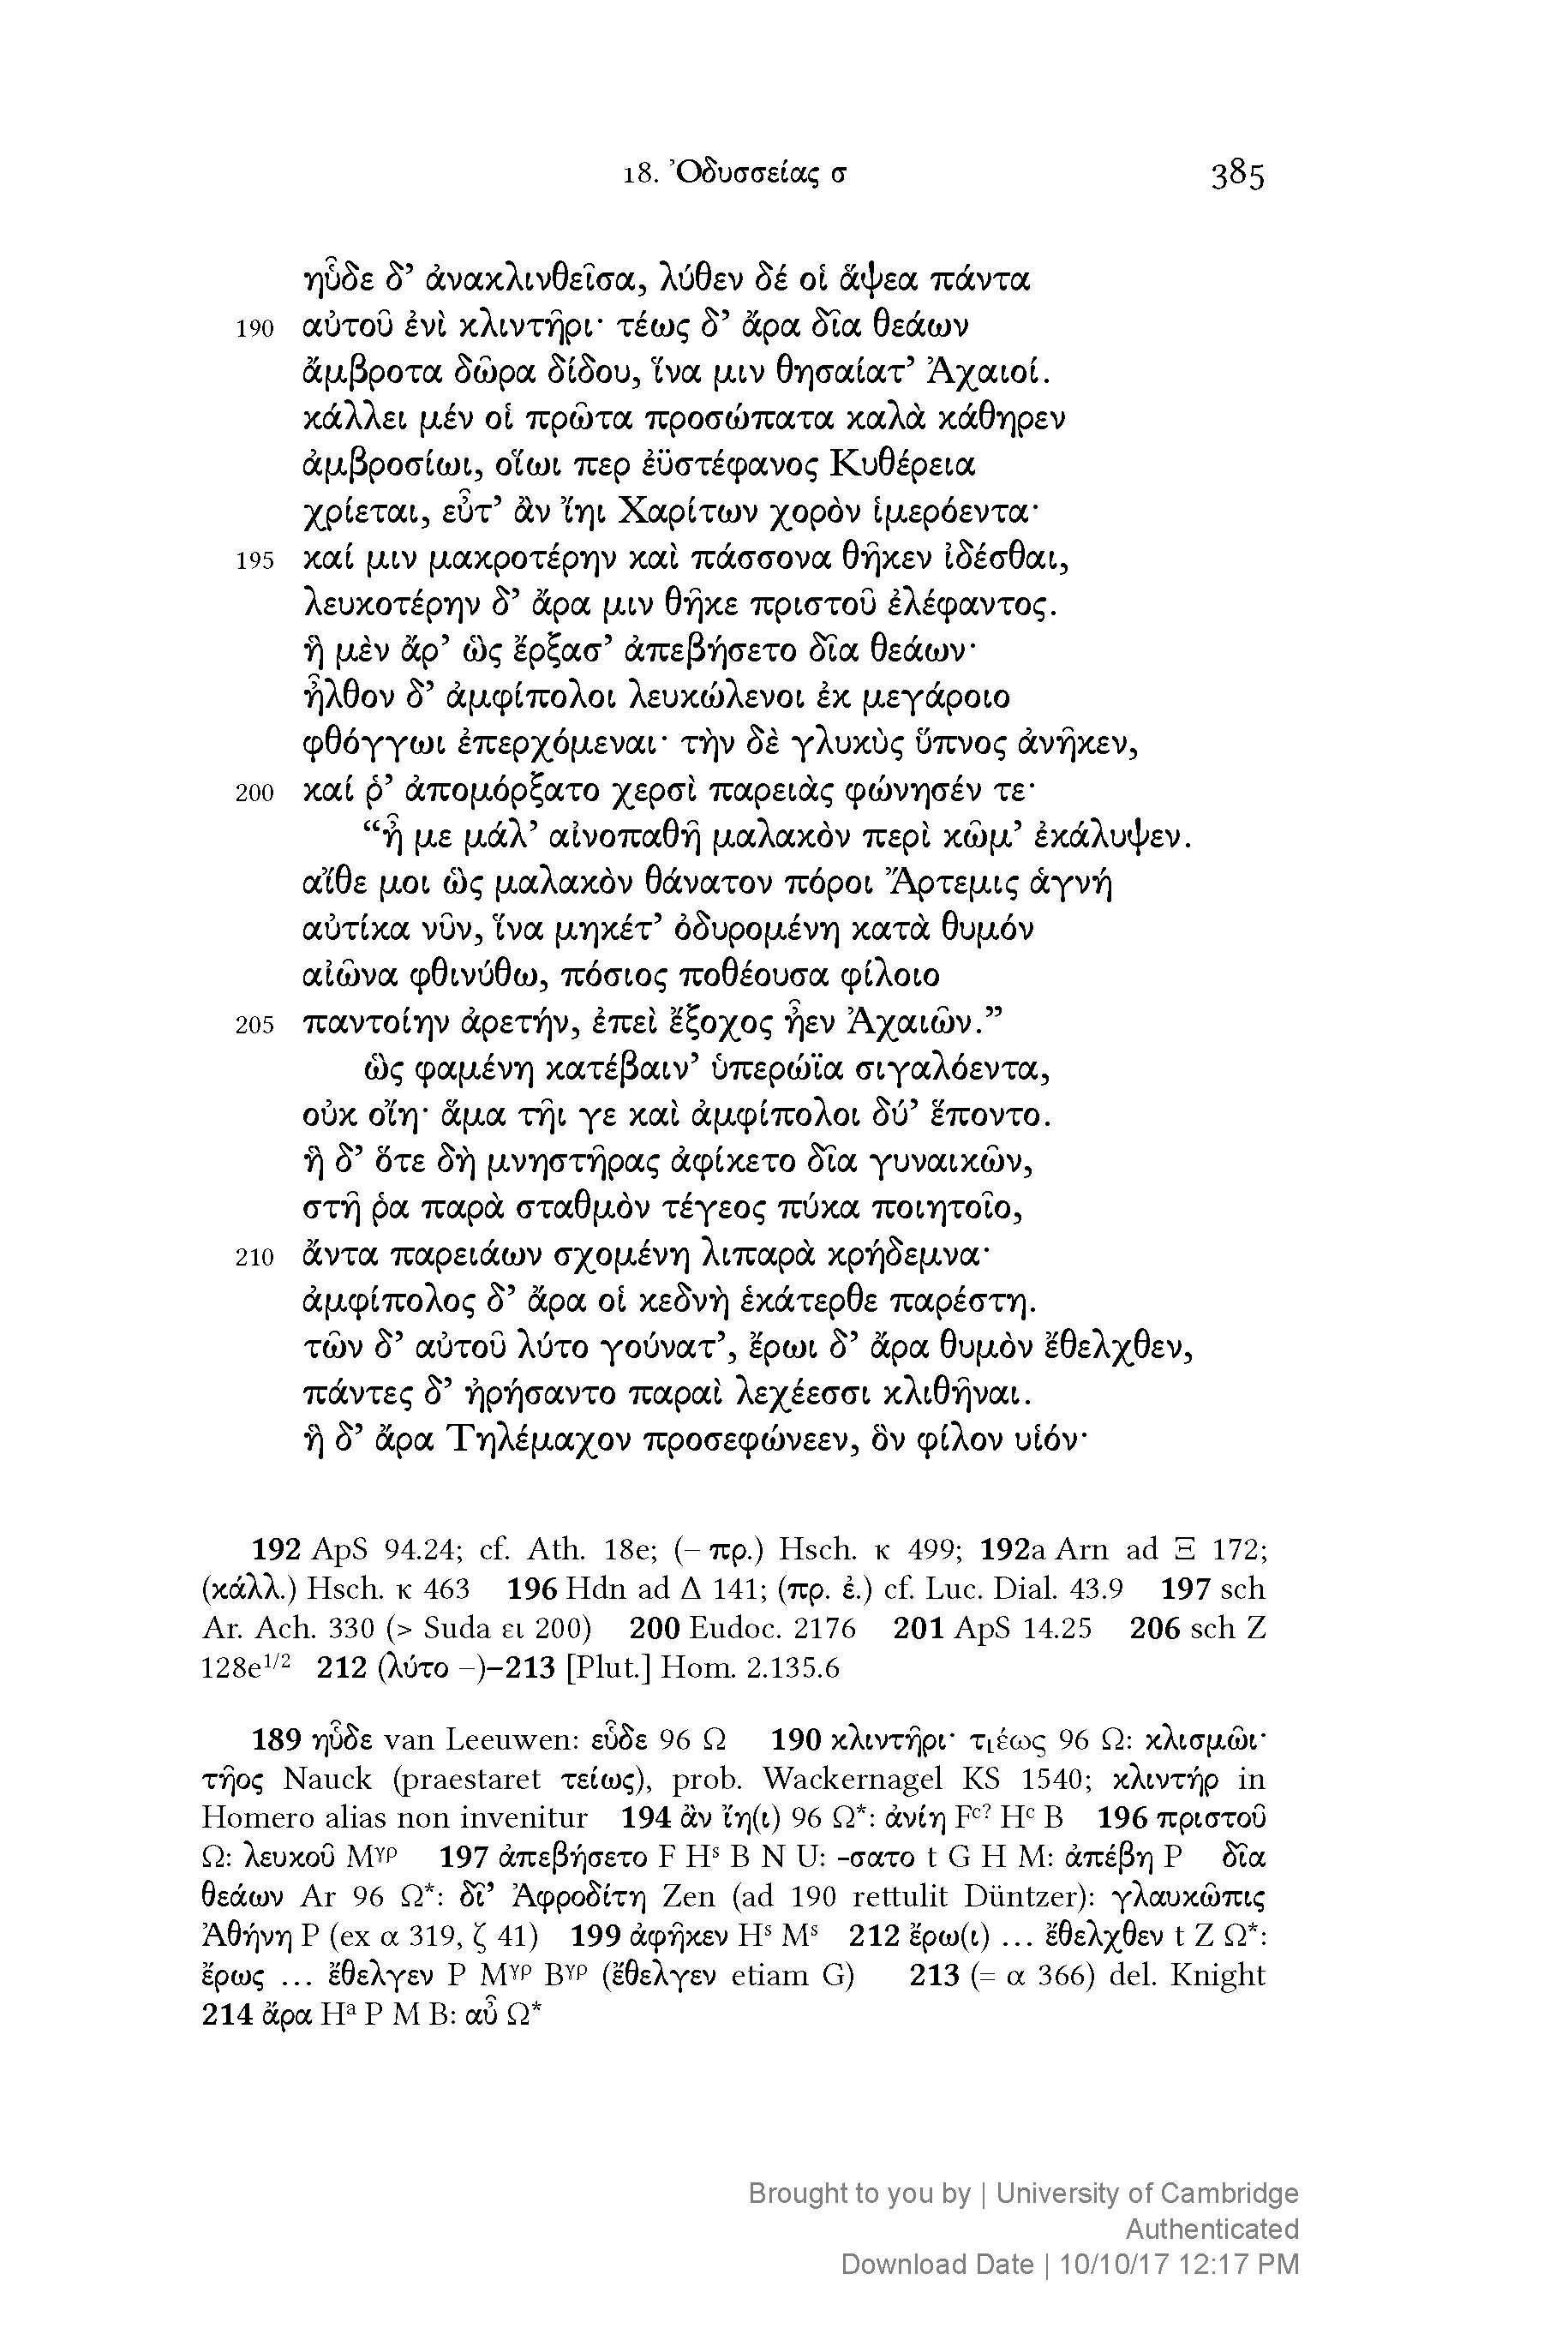 18. Ὀδυσσείας σ 385
ηὗδε δ’ ἀνακλινθεῖσα, λύθεν δέ οἱ ἅψεα πάντα
190 αὐτοῦ ἐνὶ κλιντῆρι· τέως δ’ ἄρα δῖα θεάων
ἄμβροτα δῶρα δίδου, ἵνα μιν θησαίατ’ Ἀχαιοί.
κάλλει μέν οἱ πρῶτα προσώπατα καλὰ κάθηρεν
ἀμβροσίωι, οἵωι περ ἐϋστέφανος Κυθέρεια
χρίεται, εὖτ’ ἂν ἴηι Χαρίτων χορὸν ἱμερόεντα·
195 καί μιν μακροτέρην καὶ πάσσονα θῆκεν ἰδέσθαι,
λευκοτέρην δ’ ἄρα μιν θῆκε πριστοῦ ἐλέφαντος.
ἣ μὲν ἄρ’ ὣς ἔρξασ’ ἀπεβήσετο δῖα θεάων·
ἦλθον δ’ ἀμφίπολοι λευκώλενοι ἐκ μεγάροιο
φθόγγωι ἐπερχόμεναι· τὴν δὲ γλυκὺς ὕπνος ἀνῆκεν,
200 καί ῥ’ ἀπομόρξατο χερσὶ παρειὰς φώνησέν τε·
“ἦ με μάλ’ αἰνοπαθῆ μαλακὸν περὶ κῶμ’ ἐκάλυψεν.
αἴθε μοι ὣς μαλακὸν θάνατον πόροι Ἄρτεμις ἁγνή
αὐτίκα νῦν, ἵνα μηκέτ’ ὀδυρομένη κατὰ θυμόν
αἰῶνα φθινύθω, πόσιος ποθέουσα φίλοιο
205 παντοίην ἀρετήν, ἐπεὶ ἔξοχος ἦεν Ἀχαιῶν.”
ὣς φαμένη κατέβαιν’ ὑπερώϊα σιγαλόεντα,
οὐκ οἴη· ἅμα τῆι γε καὶ ἀμφίπολοι δύ’ ἕποντο.
ἣ δ’ ὅτε δὴ μνηστῆρας ἀφίκετο δῖα γυναικῶν,
στῆ ῥα παρὰ σταθμὸν τέγεος πύκα ποιητοῖο,
210 ἄντα παρειάων σχομένη λιπαρὰ κρήδεμνα·
ἀμφίπολος δ’ ἄρα οἱ κεδνὴ ἑκάτερθε παρέστη.
τῶν δ’ αὐτοῦ λύτο γούνατ’, ἔρωι δ’ ἄρα θυμὸν ἔθελχθεν,
πάντες δ’ ἠρήσαντο παραὶ λεχέεσσι κλιθῆναι.
ἣ δ’ ἄρα Τηλέμαχον προσεφώνεεν, ὃν φίλον υἱόν·
192 ApS 94.24; cf. Ath. 18e; (– πρ.) Hsch. κ 499; 192a Arn ad Ξ 172;
(κάλλ.) Hsch. κ 463 196 Hdn ad Δ 141; (πρ. ἐ.) cf. Luc. Dial. 43.9 197 sch
Ar. Ach. 330 (> Suda ει 200) 200 Eudoc. 2176 201 ApS 14.25 206 sch Z
128e1/2 212 (λύτο –)–213 [Plut.] Hom. 2.135.6
189 ηὗδε van Leeuwen: εὗδε 96 Ω 190 κλιντῆρι· τ⟦ι⟧έως 96 Ω: κλισμῶι·
τῆος Nauck (praestaret τείως), prob. Wackernagel KS 1540; κλιντήρ in
Homero alias non invenitur 194 ἂν ἴη(ι) 96 Ω*: ἀνίη Fc? Hc B 196 πριστοῦ
Ω: λευκοῦ Mγρ 197 ἀπεβήσετο F Hs B N U: -σατο t G H M: ἀπέβη P δῖα
θεάων Ar 96 Ω*: δῖ’ Ἀφροδίτη Zen (ad 190 rettulit Düntzer): γλαυκῶπις
Ἀθήνη P (ex α 319, ζ 41) 199 ἀφῆκεν Hs Ms 212 ἔρω(ι) ... ἔθελχθεν t Z Ω*:
ἔρως ... ἔθελγεν P Mγρ Bγρ (ἔθελγεν etiam G) 213 (= α 366) del. Knight
214 ἄρα Ha P M B: αὖ Ω*
Brought to you by | University of Cambridge
Authenticated
Download Date | 10/10/17 12:17 PM